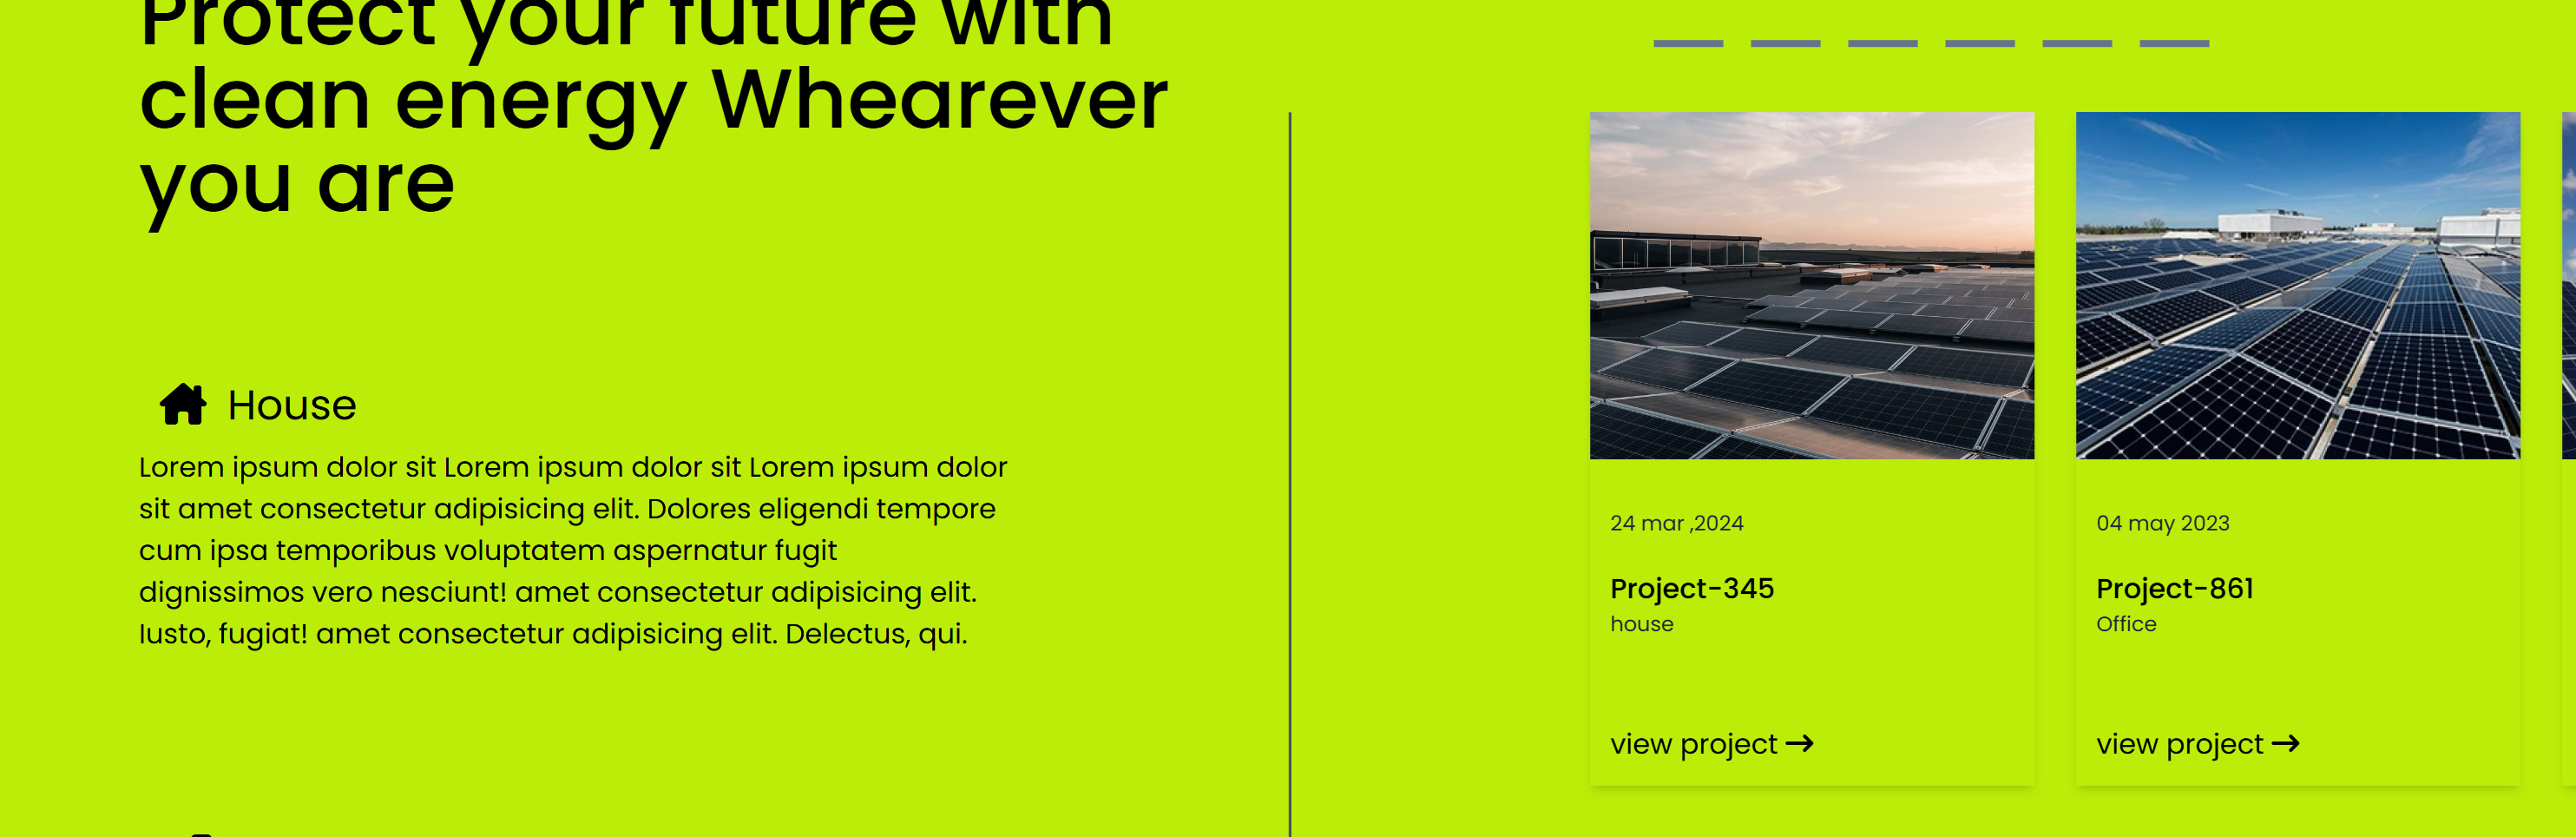 Protect your future with
clean energy Whearever
you are
House
Lorem ipsum dolor sit Lorem ipsum dolor sit Lorem ipsum dolor
sit amet consectetur adipisicing elit. Dolores eligendi tempore
cum ipsa temporibus voluptatem aspernatur fugit
dignissimos vero nesciunt! amet consectetur adipisicing elit.
Iusto, fugiat! amet consectetur adipisicing elit. Delectus, qui.
24 mar ,2024
Project-345
house
view project
04 may 2023
Project-861
Office
view project